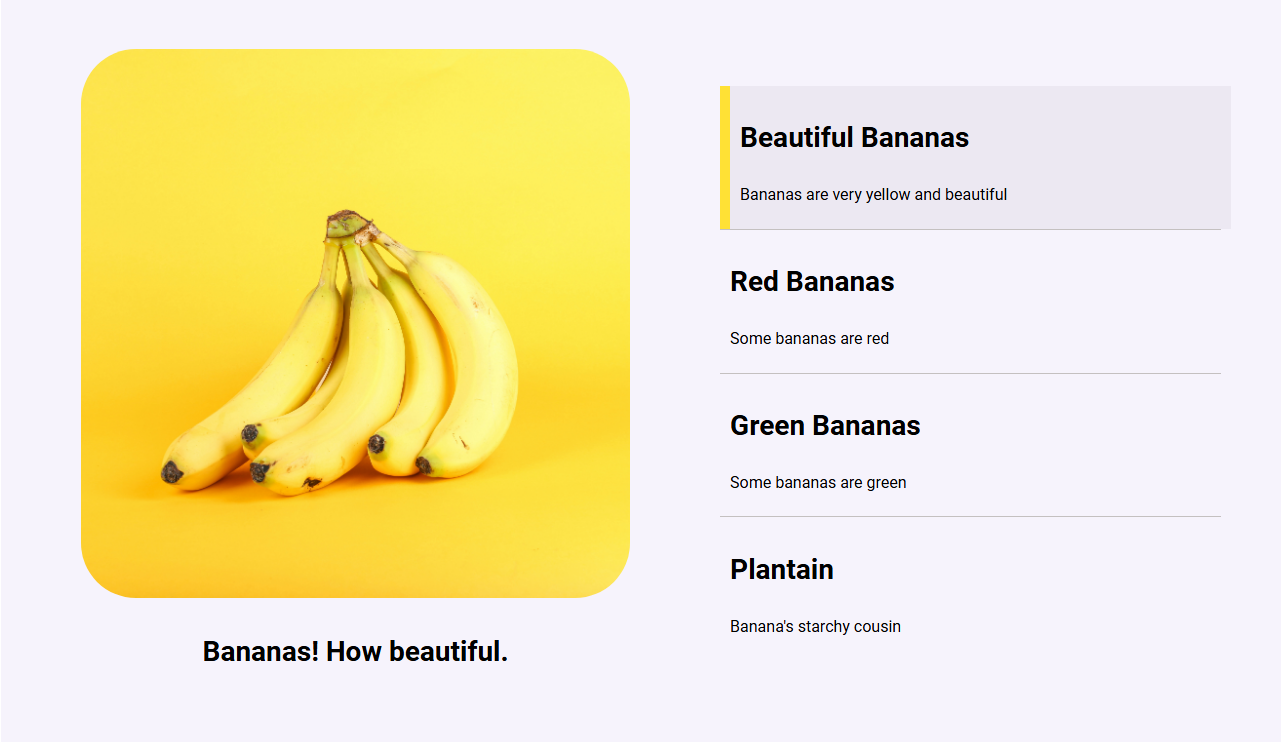 Bananas! How beautiful.
Beautiful Bananas
Bananas are very yellow and beautiful
Red Bananas
Some bananas are red
Green Bananas
Some bananas are green
Plantain
Banana's starchy cousin